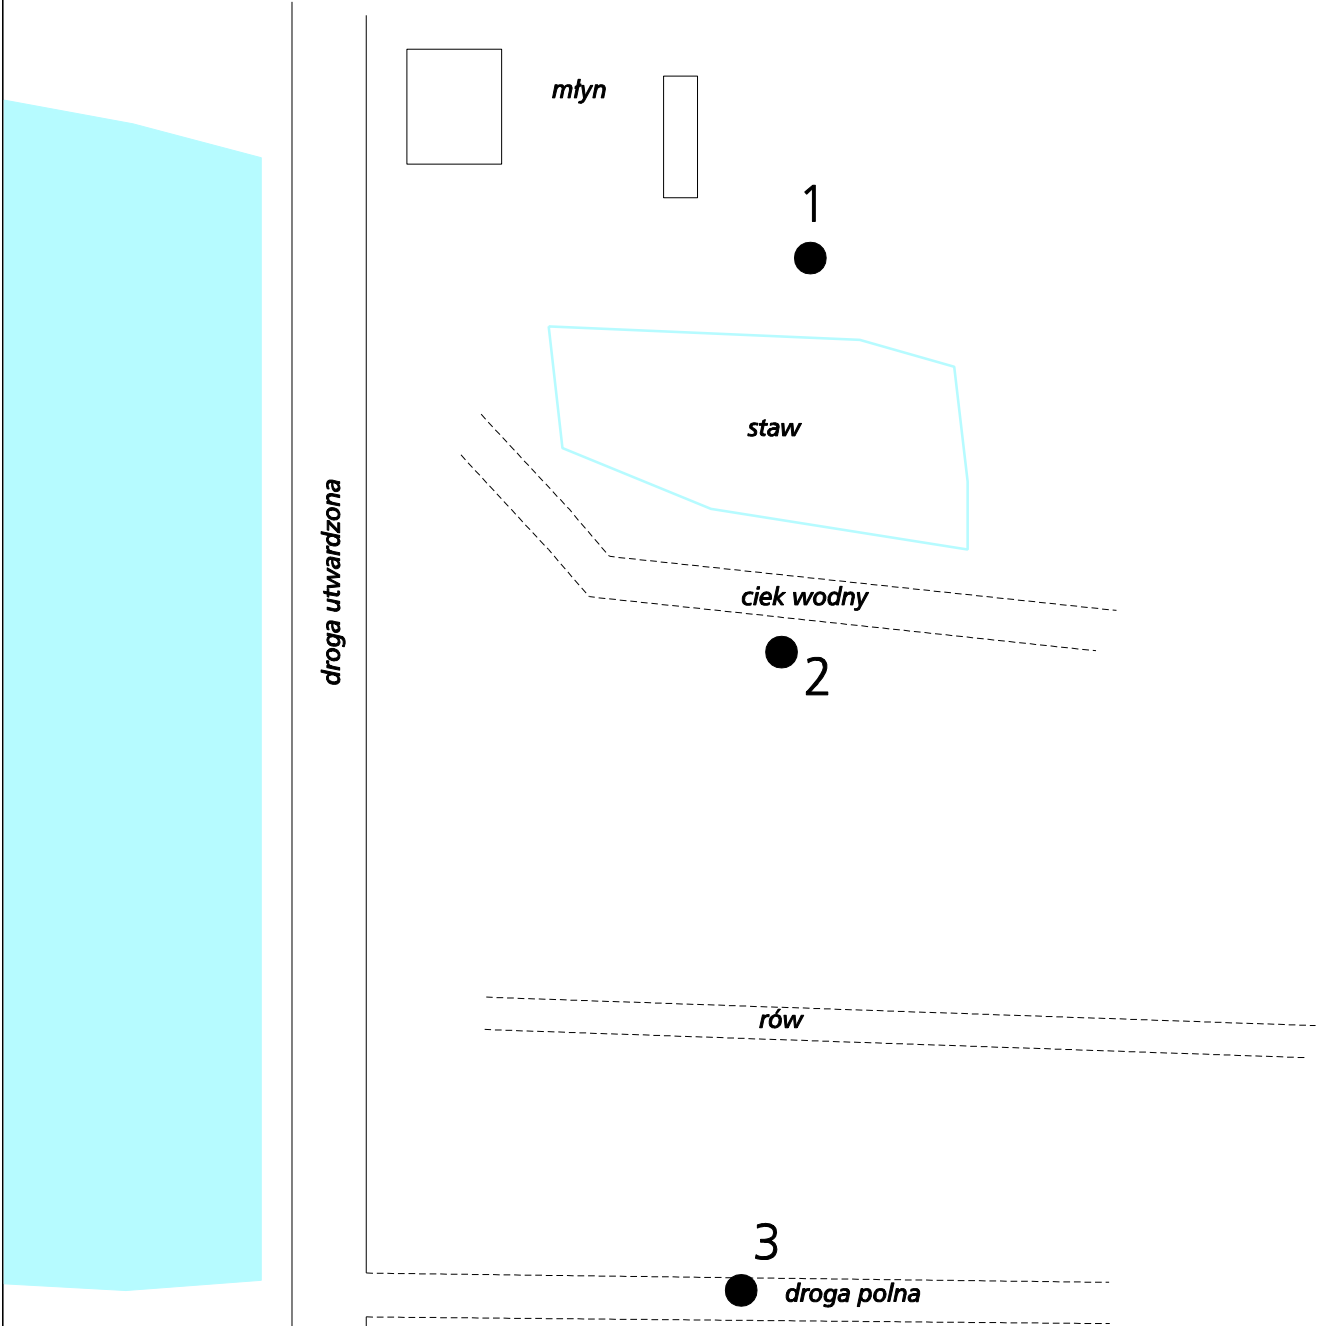 młyn
1
staw
droga utwardzona
ciek wodny
2
rów
3
droga polna